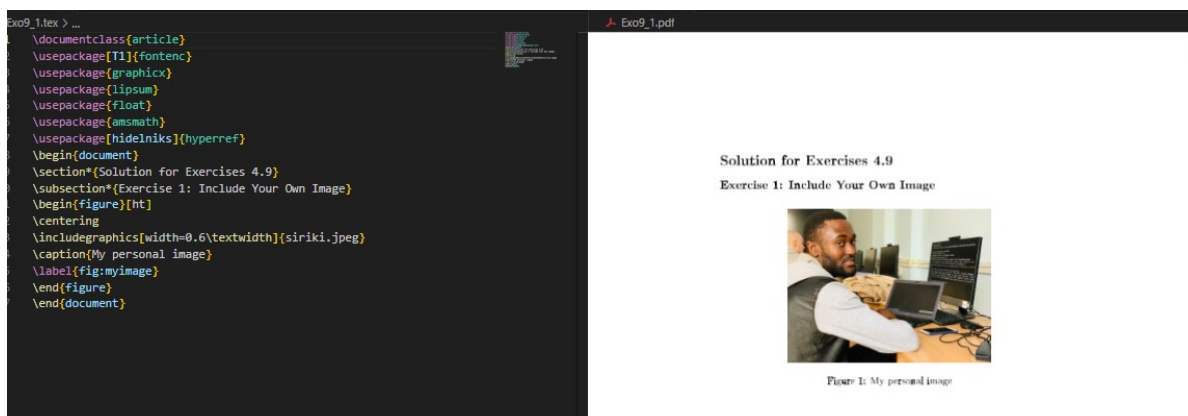 Exo9_1.tex > ...
\documentclass{article}
\usepackage[T1]{fontenc}
\usepackage{graphicx}
\usepackage{lipsum}
\usepackage{float}
\usepackage{amsmath}
\usepackage[hidelniks]{hyperref}
\begin{document}
\section*{Solution for Exercises 4.9}
\subsection*{Exercise 1: Include Your Own Image}
\begin{figure}[ht]
\centering
\includegraphics[width=0.6\textwidth]{siriki.jpeg}
\caption{My personal image}
\label{fig:myimage}
\end{figure}
\end{document}
Exo9_1.pdf
Solution for Exercises 4.9
Exercise 1: Include Your Own Image
Figure 1: My personal image